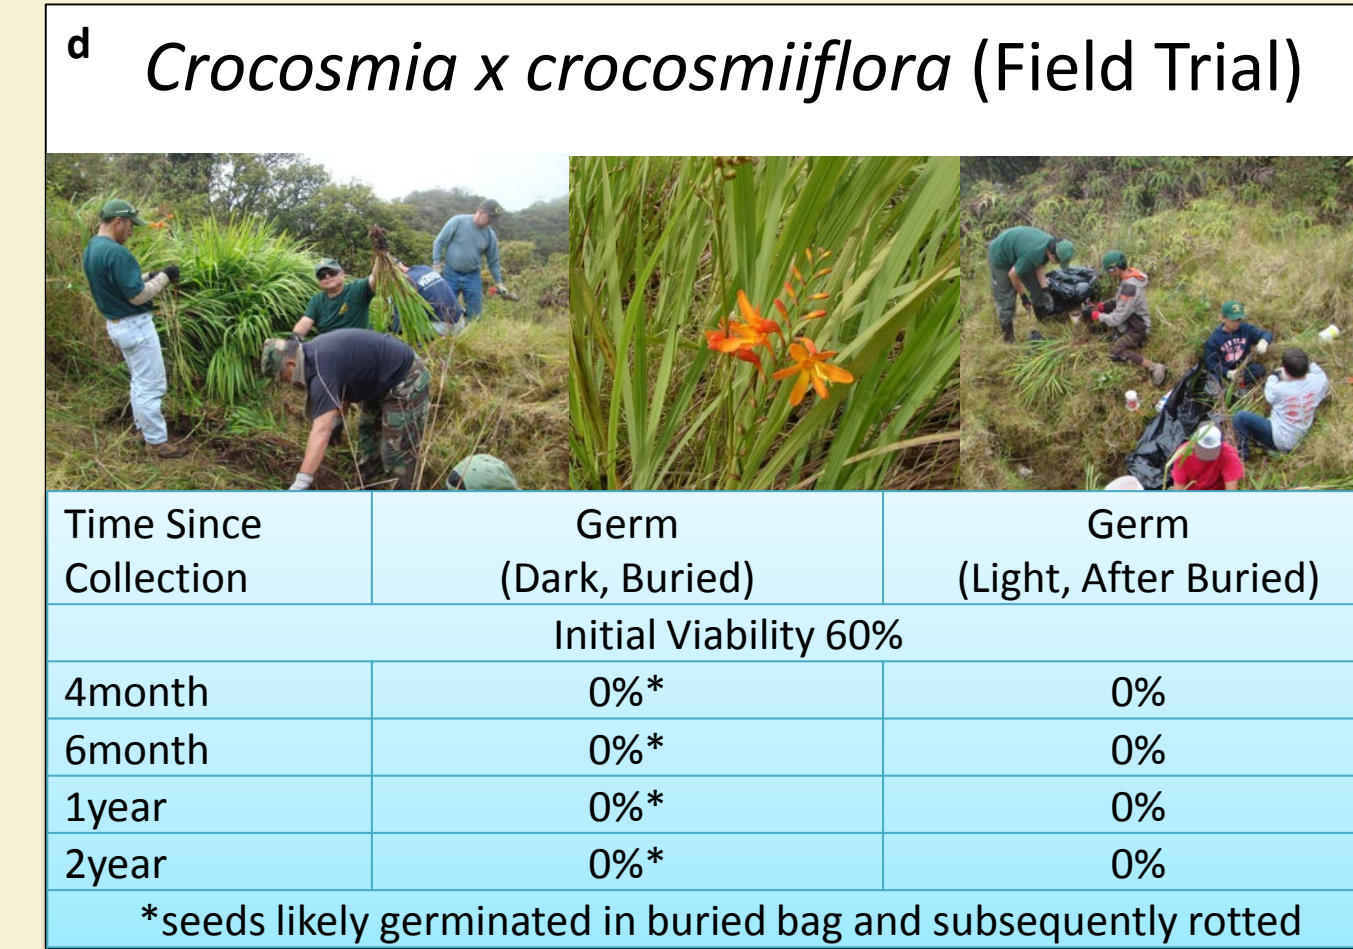 d
Crocosmia x crocosmiiflora (Field Trial)
Time Since
Collection
Germ
(Dark, Buried)
Germ
(Light, After Buried)
Initial Viability 60%
4month 0%* 0%
6month 0%* 0%
1year 0%* 0%
2year 0%* 0%
*seeds likely germinated in buried bag and subsequently rotted